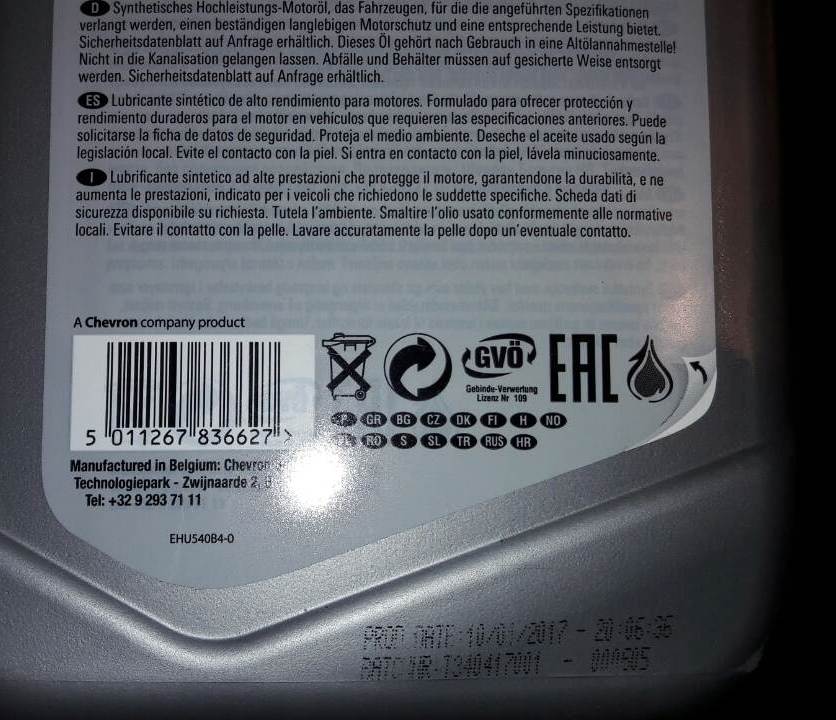 D Synthetisches Hochleistungs-Motoröl, das Fahrzeugen, für die die angeführten Spezifikationen
verlangt werden, einen beständigen langlebigen Motorschutz und eine entsprechende Leistung bietet.
Sicherheitsdatenblatt auf Anfrage erhältlich. Dieses Öl gehört nach Gebrauch in eine Altölannahmestelle!
Nicht in die Kanalisation gelangen lassen. Abfälle und Behälter müssen auf gesicherte Weise entsorgt
werden. Sicherheitsdatenblatt auf Anfrage erhältlich.
ES Lubricante sintético de alto rendimiento para motores. Formulado para ofrecer protección y
rendimiento duraderos para el motor en vehículos que requieren las especificaciones anteriores. Puede
solicitarse la ficha de datos de seguridad. Proteja el medio ambiente. Deseche el aceite usado según la
legislación local. Evite el contacto con la piel. Si entra en contacto con la piel, lávela minuciosamente.
I Lubrificante sintetico ad alte prestazioni che protegge il motore, garantendone la durabilità, e ne
aumenta le prestazioni, indicato per i veicoli che richiedono le suddette specifiche. Scheda dati di
sicurezza disponibile su richiesta. Tutela l'ambiente. Smaltire l'olio usato conformemente alle normative
locali. Evitare il contatto con la pelle. Lavare accuratamente la pelle dopo un'eventuale contatto.
A Chevron company product
5 011267 836627 >
GVÖ
Gebinde-Verwertung
Lizenz Nr 109
EAC
P GR BG CZ DK FI H NO
RO S SL TR RUS HR
Manufactured in Belgium: Chevron
Technologiepark - Zwijnaarde 2,
Tel: +32 9 293 71 11
EHU540B4-0
PROD DATE:10/01/2017 - 20:06:36
BATC NR:T340417001 - 000605